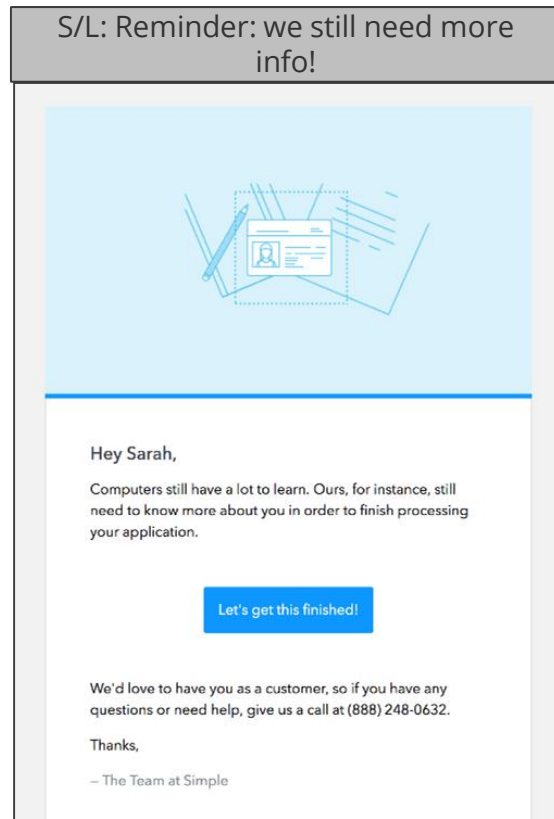 S/L: Reminder: we still need more
info!
Hey Sarah,
Computers still have a lot to learn. Ours, for instance, still
need to know more about you in order to finish processing
your application.
Let's get this finished!
We'd love to have you as a customer, so if you have any
questions or need help, give us a call at (888) 248-0632.
Thanks,
– The Team at Simple